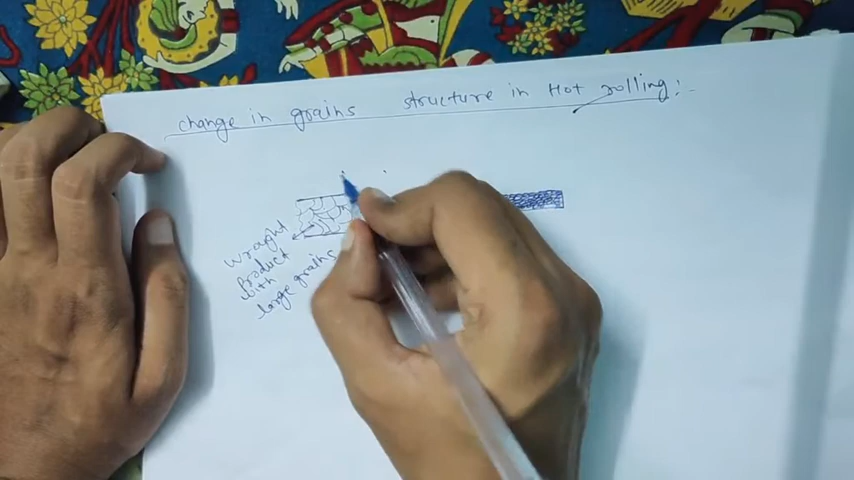 change in grains structure in Hot rolling :-
wraught
product
with
large grains